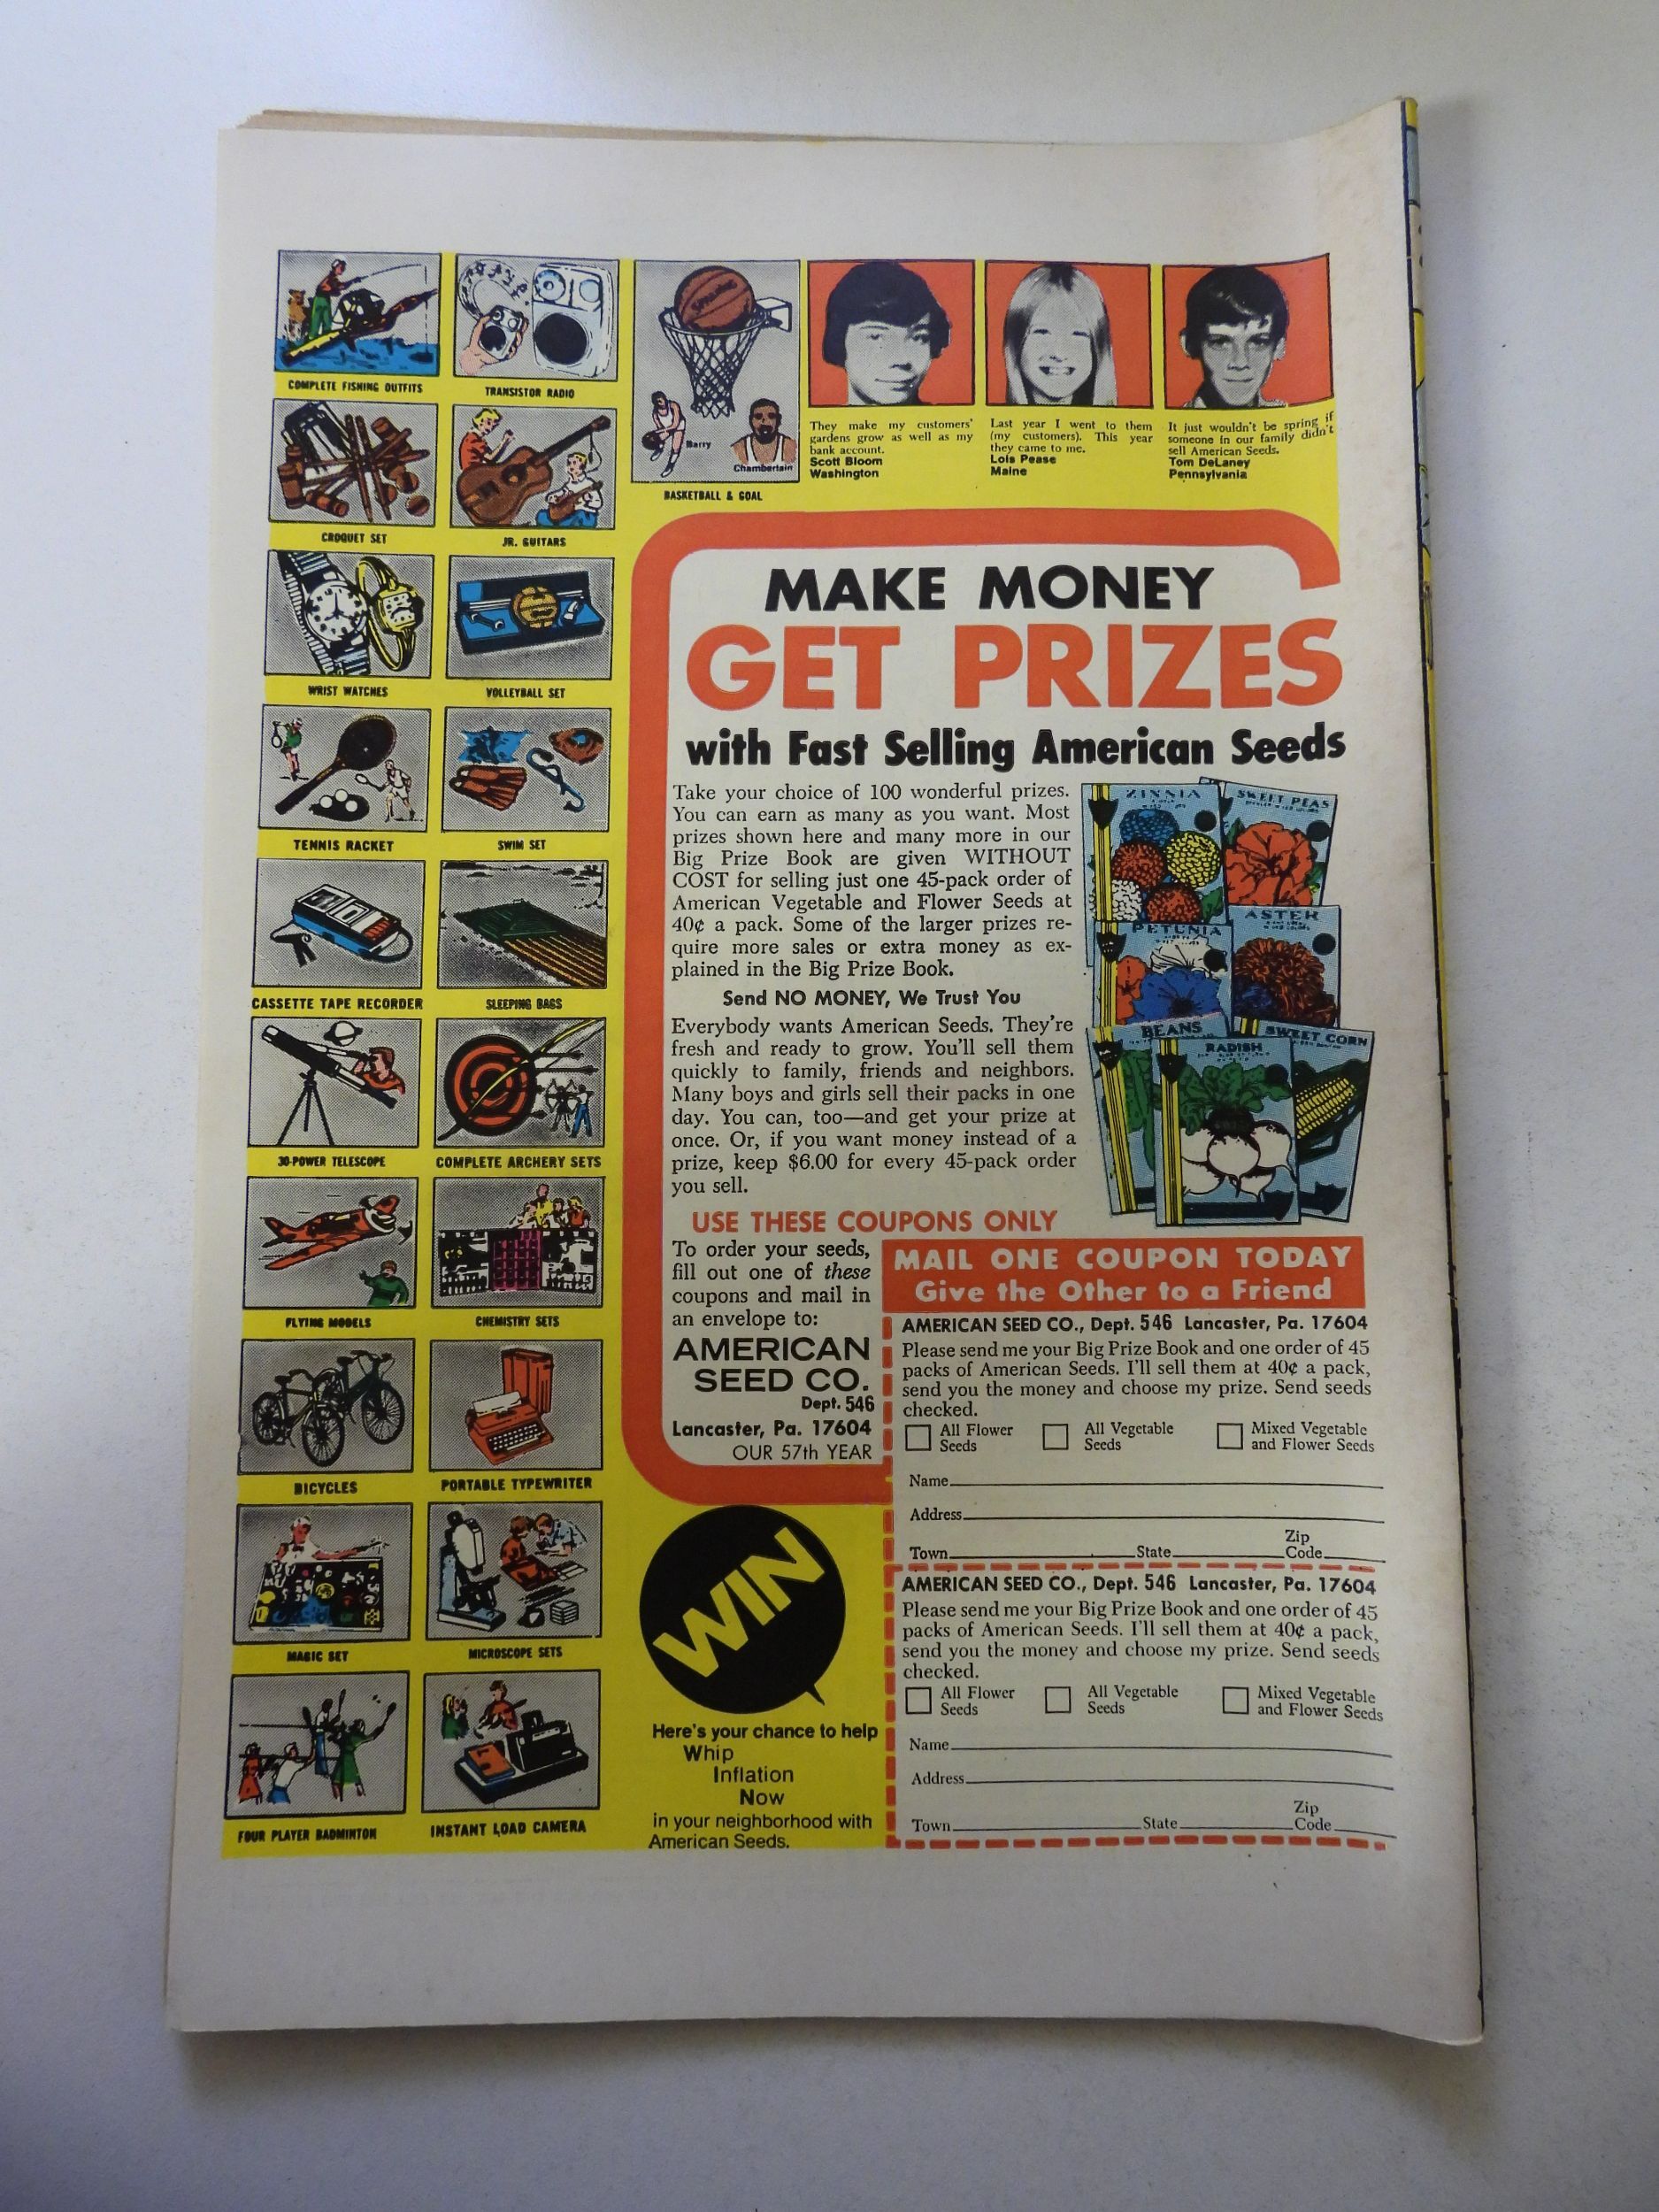 COMPLETE FISHING OUTFITS
TRANSISTOR RADIO
CROQUET SET
JR. GUITARS
WRIST WATCHES
VOLLEYBALL SET
TENNIS RACKET
SWIM SET
CASSETTE TAPE RECORDER
SLEEPING BAGS
30-POWER TELESCOPE
COMPLETE ARCHERY SETS
FLYING MODELS
CHEMISTRY SETS
BICYCLES
PORTABLE TYPEWRITER
MAGIC SET
MICROSCOPE SETS
FOUR PLAYER BADMINTON
INSTANT LOAD CAMERA
SPALDING
Barry
Chamberlain
BASKETBALL & GOAL
They make my customers'
gardens grow as well as my
bank account.
Scott Bloom
Washington
Last year I went to them
(my customers). This year
they came to me.
Lois Pease
Maine
It just wouldn't be spring if
someone in our family didn't
sell American Seeds.
Tom DeLaney
Pennsylvania
MAKE MONEY
GET PRIZES
with Fast Selling American Seeds
Take your choice of 100 wonderful prizes.
You can earn as many as you want. Most
prizes shown here and many more in our
Big Prize Book are given WITHOUT
COST for selling just one 45-pack order of
American Vegetable and Flower Seeds at
40¢ a pack. Some of the larger prizes re-
quire more sales or extra money as ex-
plained in the Big Prize Book.
Send NO MONEY, We Trust You
Everybody wants American Seeds. They're
fresh and ready to grow. You'll sell them
quickly to family, friends and neighbors.
Many boys and girls sell their packs in one
day. You can, too—and get your prize at
once. Or, if you want money instead of a
prize, keep $6.00 for every 45-pack order
you sell.
ZINNIA
SWEET PEAS
PETUNIA
ASTER
BEANS
RADISH
SWEET CORN
USE THESE COUPONS ONLY
To order your seeds,
fill out one of these
coupons and mail in
an envelope to:
AMERICAN
SEED CO.
Dept. 546
Lancaster, Pa. 17604
OUR 57th YEAR
MAIL ONE COUPON TODAY
Give the Other to a Friend
AMERICAN SEED CO., Dept. 546 Lancaster, Pa. 17604
Please send me your Big Prize Book and one order of 45
packs of American Seeds. I'll sell them at 40¢ a pack,
send you the money and choose my prize. Send seeds
checked.
All Flower Seeds
All Vegetable Seeds
Mixed Vegetable and Flower Seeds
Name
Address
Town State Zip Code
AMERICAN SEED CO., Dept. 546 Lancaster, Pa. 17604
Please send me your Big Prize Book and one order of 45
packs of American Seeds. I'll sell them at 40¢ a pack,
send you the money and choose my prize. Send seeds
checked.
All Flower Seeds
All Vegetable Seeds
Mixed Vegetable and Flower Seeds
Name
Address
Town State Zip Code
WIN
Here's your chance to help
Whip
Inflation
Now
in your neighborhood with
American Seeds.